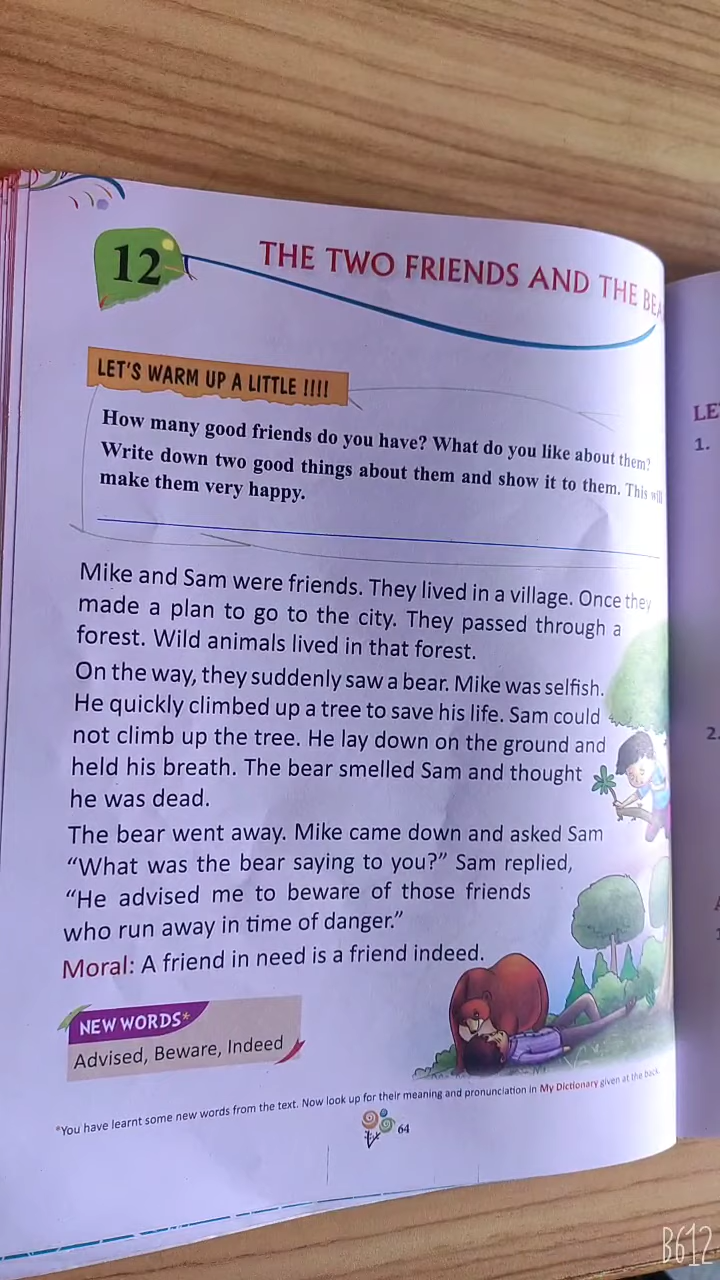 12
THE TWO FRIENDS AND THE BEA
LET'S WARM UP A LITTLE !!!!
How many good friends do you have? What do you like about them?
Write down two good things about them and show it to them. This will
make them very happy.
Mike and Sam were friends. They lived in a village. Once they
made a plan to go to the city. They passed through a
forest. Wild animals lived in that forest.
On the way, they suddenly saw a bear. Mike was selfish.
He quickly climbed up a tree to save his life. Sam could
not climb up the tree. He lay down on the ground and
held his breath. The bear smelled Sam and thought
he was dead.
The bear went away. Mike came down and asked Sam
“What was the bear saying to you?” Sam replied,
“He advised me to beware of those friends
who run away in time of danger.”
Moral: A friend in need is a friend indeed.
NEW WORDS*
Advised, Beware, Indeed
*You have learnt some new words from the text. Now look up for their meaning and pronunciation in My Dictionary given at the back.
64
LE
1.
2.
B612